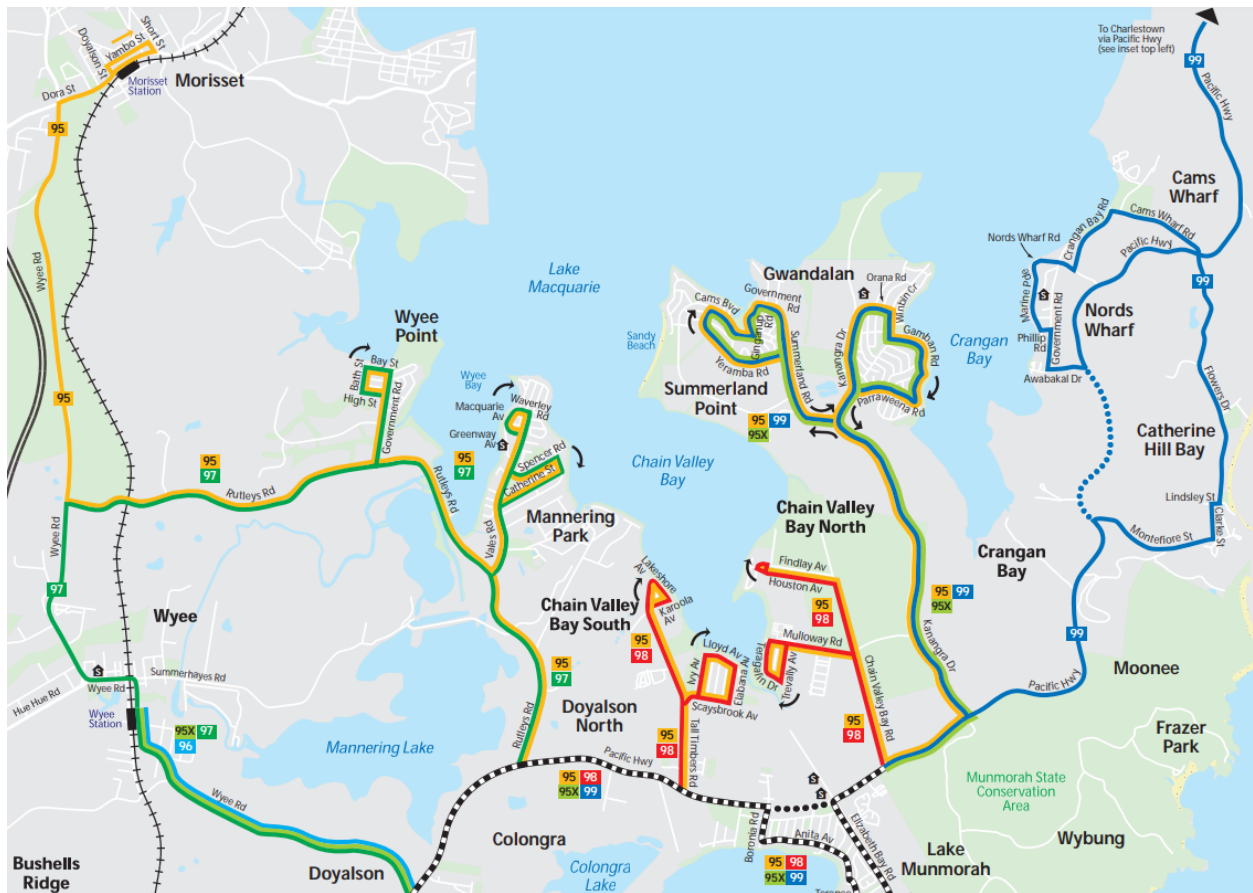 To Charlestown
via Pacific Hwy
(see inset top left)
99
Pacific Hwy
Short St
Yambo St
Doyalson St
Morisset
Station
Morisset
Dora St
95
Wyee Rd
95
Cams
Wharf
Crangan Bay Rd
Cams Wharf Rd
Pacific Hwy
Nords Wharf Rd
99
Marine Pde
Government Rd
Phillip
Rd
Awabakal Dr
Nords
Wharf
Flowers Dr
Catherine
Hill Bay
Lindsley St
Clarke St
Montefiore St
Lake
Macquarie
Gwandalan
Orana Rd
Winbin Cr
Kanangra Dr
Gamban Rd
Parraweena Rd
Crangan
Bay
Government
Rd
Cams Bvd
Ginganup
Rd
Summerland Rd
Yeramba Rd
Sandy
Beach
Summerland
Point
95 99
95X
Wyee
Point
Bay St
Bath St
High St
Government Rd
95
97
Rutleys Rd
Wyee
Bay
Macquarie
Av
Waverley
Rd
Greenway
Av
Spencer Rd
Catherine St
95
97
Rutleys Rd
Vales Rd
Mannering
Park
Chain Valley
Bay
Chain Valley
Bay North
Findlay Av
Houston Av
95
98
Mulloway Rd
Teragalin Dr
Trevally Av
Chain Valley Bay Rd
95
98
95 99
95X
Kanangra Dr
Crangan
Bay
99
Pacific Hwy
Moonee
Frazer
Park
Wyee Rd
97
Wyee
Wyee Rd
Summerhayes Rd
Hue Hue Rd
Wyee
Station
95X 97
96
Wyee Rd
Mannering Lake
Lakeshore
Av
Karoola
Av
Chain Valley
Bay South
95
98
Lloyd Av
Ivy Av
Elabana Av
Scaysbrook Av
Tall Timbers Rd
95
98
95
97
Rutleys Rd
Doyalson
North
Pacific Hwy
95 98
95X 99
Munmorah State
Conservation
Area
Wybung
Colongra
Colongra
Lake
Boronia Rd
Anita Av
Elizabeth Bay Rd
95 98
95X 99
Lake
Munmorah
Bushells
Ridge
Doyalson